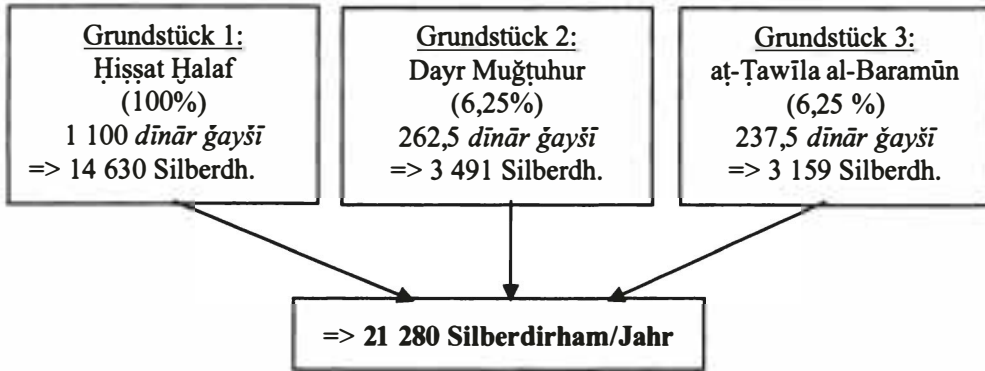 Grundstück 1:
Ḥiṣṣat Ḫalaf
(100%)
1 100 dīnār ǧayšī
=> 14 630 Silberdh.
Grundstück 2:
Dayr Muǧṭuhur
(6,25%)
262,5 dīnār ǧayšī
=> 3 491 Silberdh.
Grundstück 3:
aṭ-Ṭawīla al-Baramūn
(6,25 %)
237,5 dīnār ǧayšī
=> 3 159 Silberdh.
=> 21 280 Silberdirham/Jahr